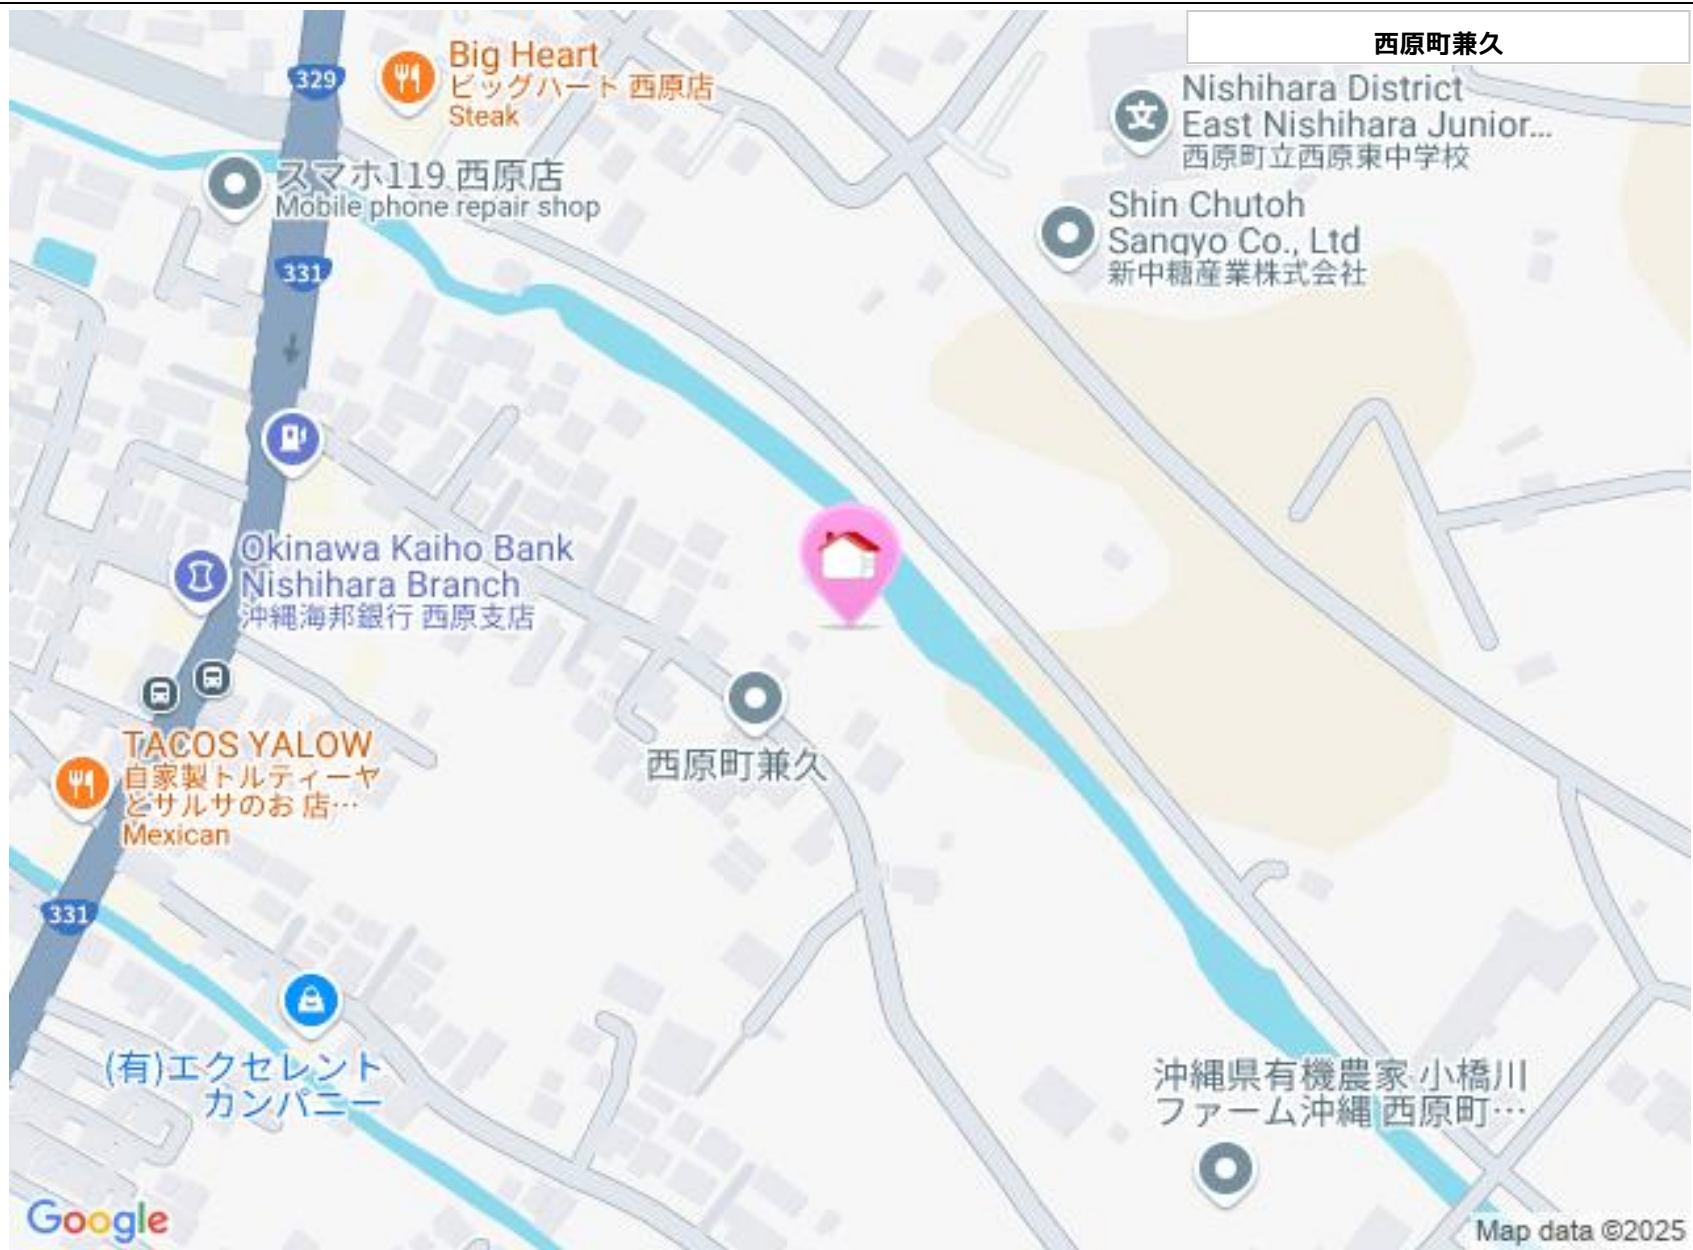 西原町兼久
329
Big Heart
ビッグハート 西原店
Steak
Nishihara District
East Nishihara Junior...
西原町立西原東中学校
スマホ119 西原店
Mobile phone repair shop
Shin Chutoh
Sangyo Co., Ltd
新中糖産業株式会社
331
Okinawa Kaiho Bank
Nishihara Branch
沖縄海邦銀行 西原支店
TACOS YALOW
自家製トルティーヤ
とサルサのお 店…
Mexican
西原町兼久
331
(有)エクセレント
カンパニー
沖縄県有機農家 小橋川
ファーム沖縄 西原町…
Google
Map data ©2025